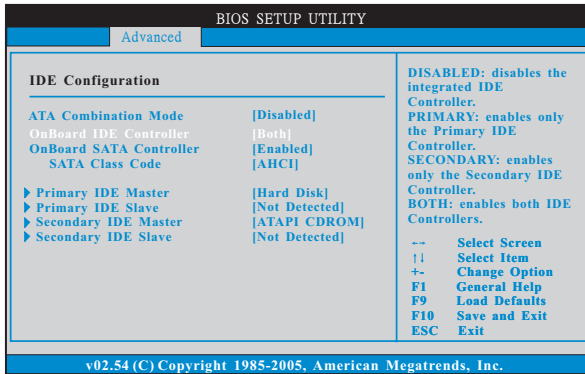 BIOS SETUP UTILITY
Advanced
IDE Configuration
ATA Combination Mode [Disabled]
OnBoard IDE Controller [Both]
OnBoard SATA Controller [Enabled]
SATA Class Code [AHCI]
Primary IDE Master [Hard Disk]
Primary IDE Slave [Not Detected]
Secondary IDE Master [ATAPI CDROM]
Secondary IDE Slave [Not Detected]
DISABLED: disables the
integrated IDE
Controller.
PRIMARY: enables only
the Primary IDE
Controller.
SECONDARY: enables
only the Secondary IDE
Controller.
BOTH: enables both IDE
Controllers.
←→ Select Screen
↑↓ Select Item
+- Change Option
F1 General Help
F9 Load Defaults
F10 Save and Exit
ESC Exit
v02.54 (C) Copyright 1985-2005, American Megatrends, Inc.